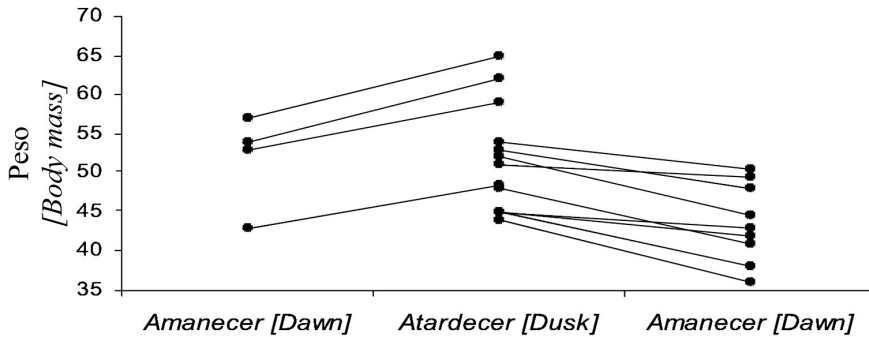 Peso
[Body mass]
70
65
60
55
50
45
40
35
Amanecer [Dawn]
Atardecer [Dusk]
Amanecer [Dawn]